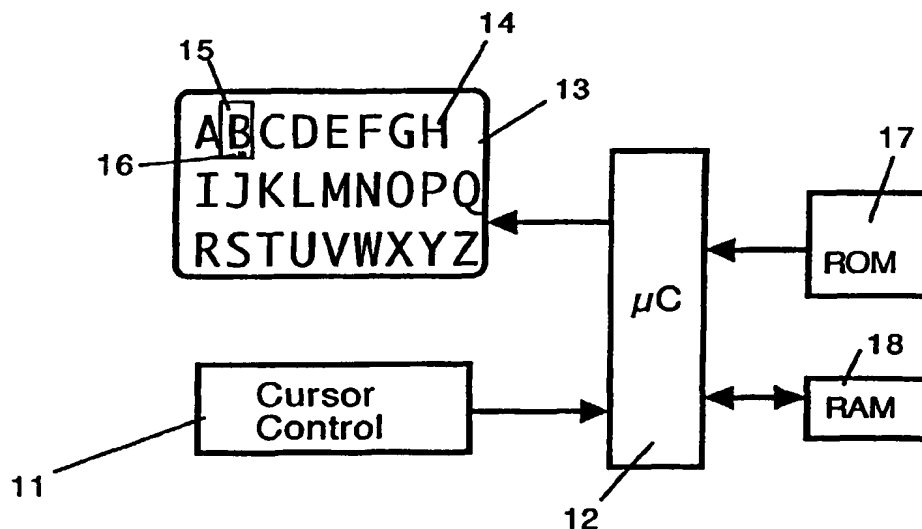 14
15
13
ABCDEFGH
16
17
IJKLMNOPQ
RSTUVWXYZ
ROM
µC
18
Cursor
Control
RAM
11
12